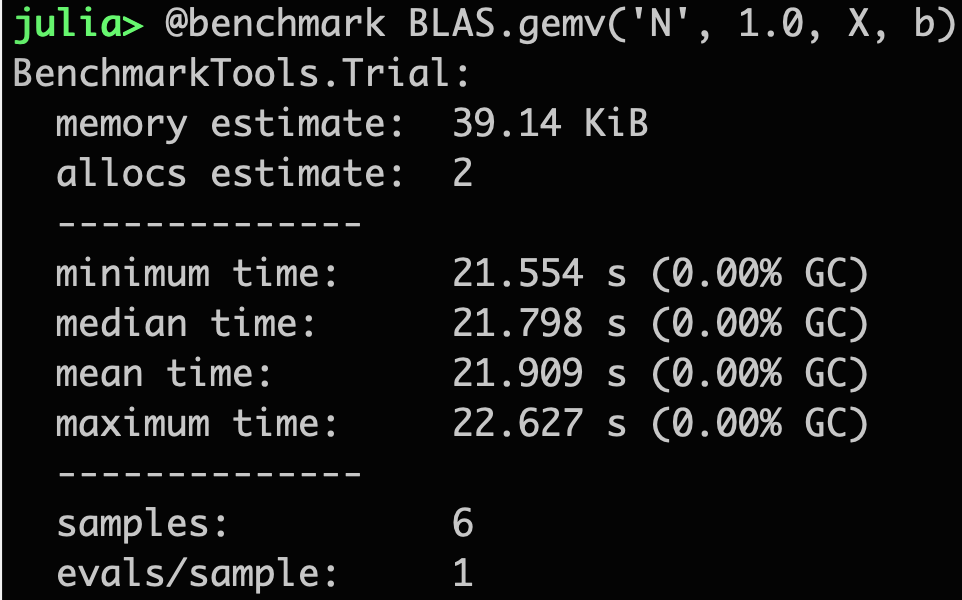 julia> @benchmark BLAS.gemv('N', 1.0, X, b)
BenchmarkTools.Trial:
  memory estimate:  39.14 KiB
  allocs estimate:  2
  --------------
  minimum time:     21.554 s (0.00% GC)
  median time:      21.798 s (0.00% GC)
  mean time:        21.909 s (0.00% GC)
  maximum time:     22.627 s (0.00% GC)
  --------------
  samples:          6
  evals/sample:     1